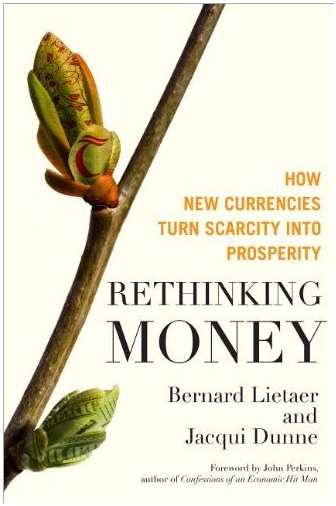 HOW
NEW CURRENCIES
TURN SCARCITY INTO
PROSPERITY
RETHINKING
MONEY
Bernard Lietaer
and
Jacqui Dunne
Foreword by John Perkins,
author of Confessions of an Economic Hit Man